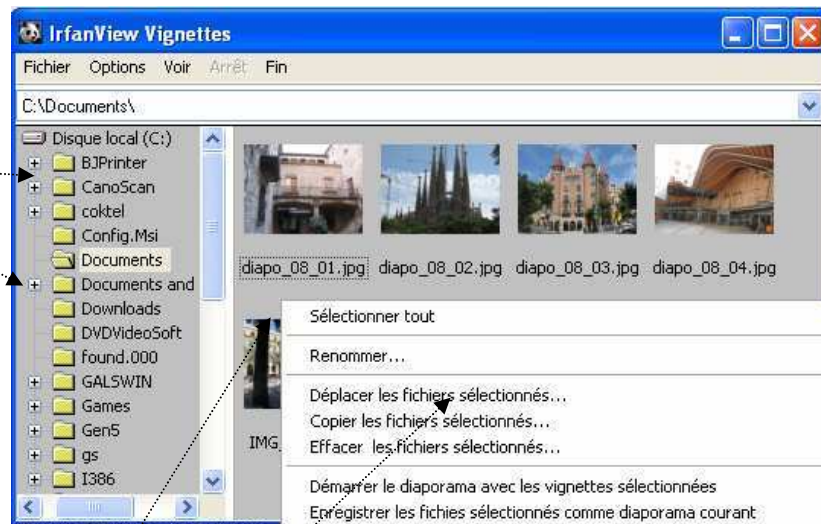 IrfanView Vignettes
Fichier Options Voir Arrêt Fin
C:\Documents\
Disque local (C:)
BJPrinter
CanoScan
coktel
Config.Msi
Documents
Documents and
Downloads
DVDVideoSoft
found.000
GALSWIN
Games
Gen5
gs
I386
diapo_08_01.jpg diapo_08_02.jpg diapo_08_03.jpg diapo_08_04.jpg
IMG_
Sélectionner tout
Renommer...
Déplacer les fichiers sélectionnés...
Copier les fichiers sélectionnés...
Effacer les fichiers sélectionnés...
Démarrer le diaporama avec les vignettes sélectionnées
Enregistrer les fichies sélectionnés comme diaporama courant